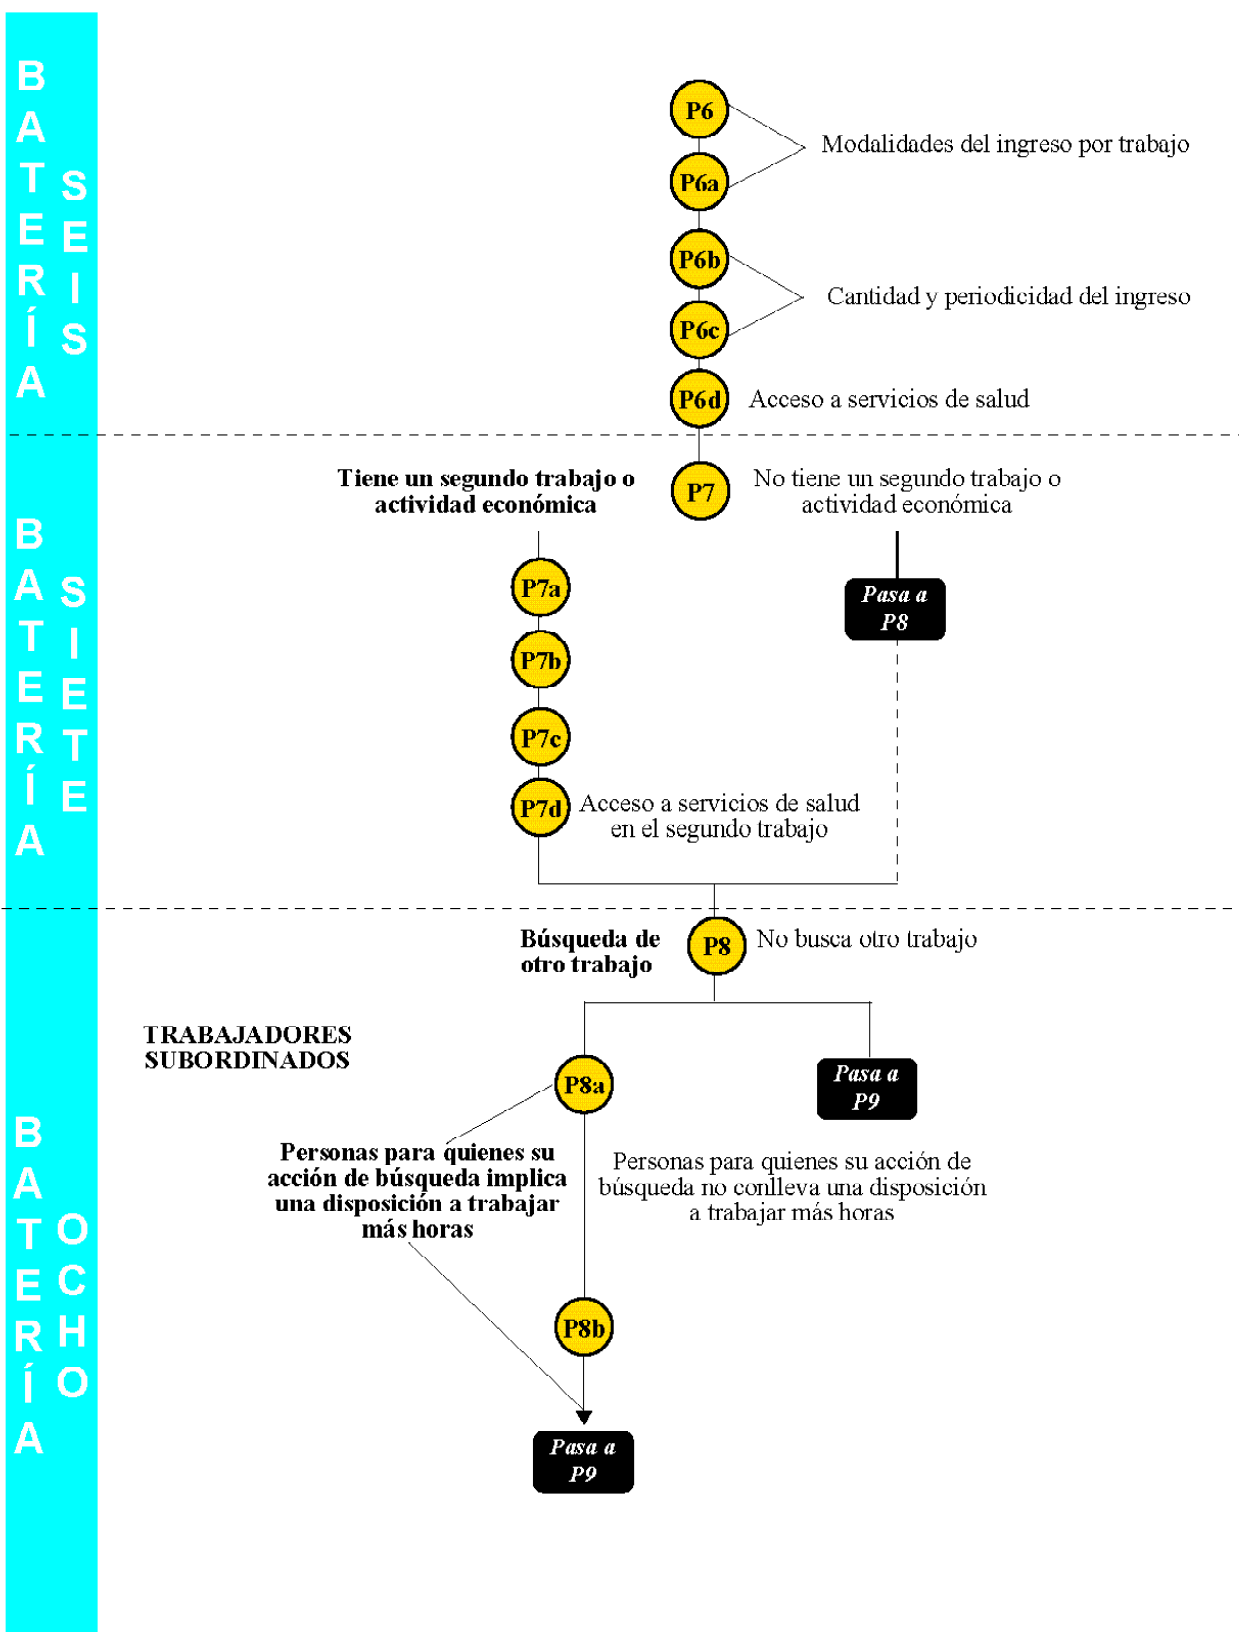 BATERÍA SEIS
P6
Modalidades del ingreso por trabajo
P6a
P6b
Cantidad y periodicidad del ingreso
P6c
P6d
Acceso a servicios de salud
BATERÍA SIETE
Tiene un segundo trabajo o
actividad económica
P7
No tiene un segundo trabajo o
actividad económica
P7a
Pasa a
P8
P7b
P7c
P7d
Acceso a servicios de salud
en el segundo trabajo
BATERÍA OCHO
Búsqueda de
otro trabajo
P8
No busca otro trabajo
TRABAJADORES
SUBORDINADOS
P8a
Pasa a
P9
Personas para quienes su
acción de búsqueda implica
una disposición a trabajar
más horas
Personas para quienes su acción de
búsqueda no conlleva una disposición
a trabajar más horas
P8b
Pasa a
P9